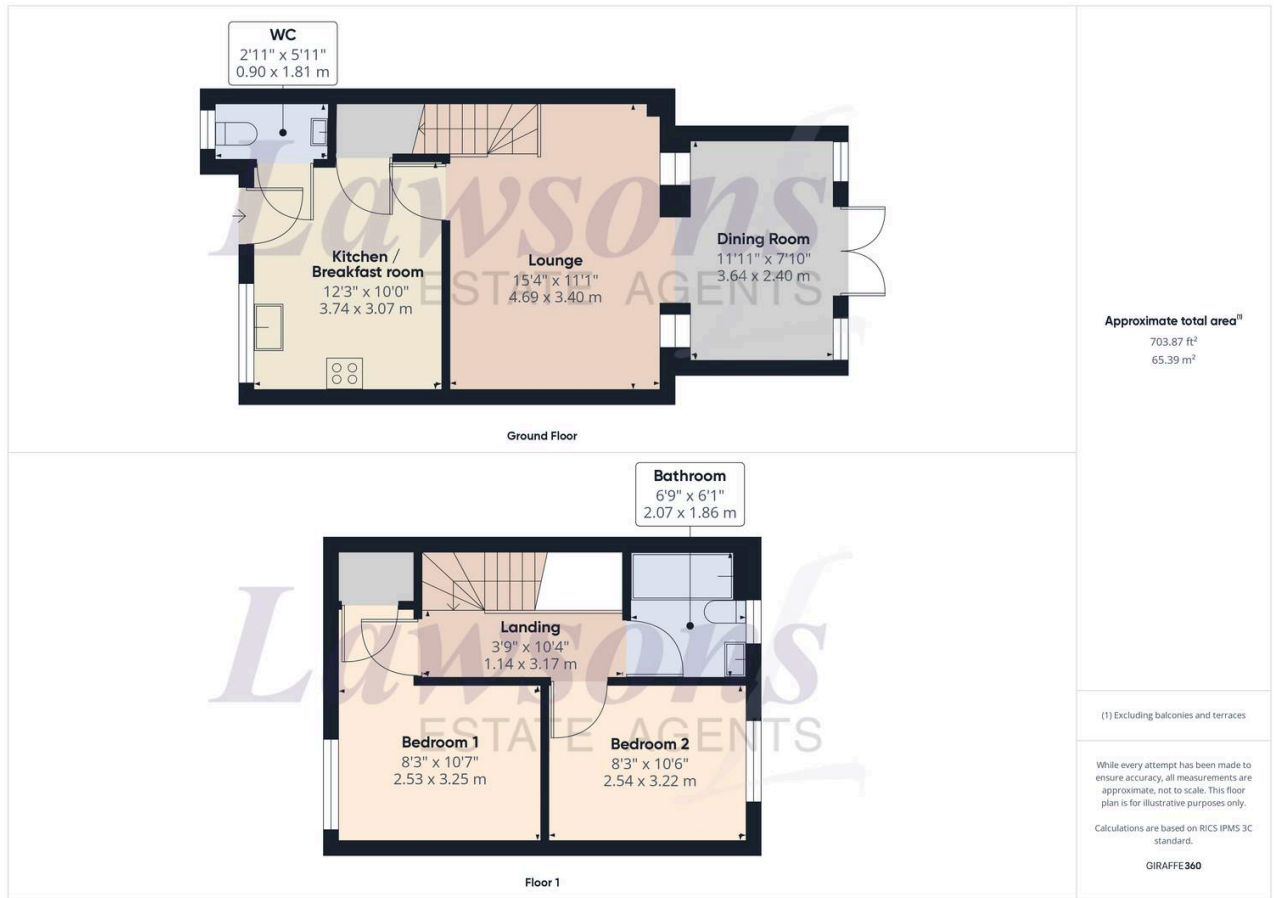 WC
2'11" x 5'11"
0.90 x 1.81 m
Kitchen /
Breakfast room
12'3" x 10'0"
3.74 x 3.07 m
Lounge
15'4" x 11'1"
4.69 x 3.40 m
Dining Room
11'11" x 7'10"
3.64 x 2.40 m
Lawsons
ESTATE AGENTS
Ground Floor
Bathroom
6'9" x 6'1"
2.07 x 1.86 m
Landing
3'9" x 10'4"
1.14 x 3.17 m
Bedroom 1
8'3" x 10'7"
2.53 x 3.25 m
Bedroom 2
8'3" x 10'6"
2.54 x 3.22 m
Lawsons
ESTATE AGENTS
Floor 1
Approximate total area(1)
703.87 ft²
65.39 m²
(1) Excluding balconies and terraces
While every attempt has been made to
ensure accuracy, all measurements are
approximate, not to scale. This floor
plan is for illustrative purposes only.
Calculations are based on RICS IPMS 3C
standard.
GIRAFFE360